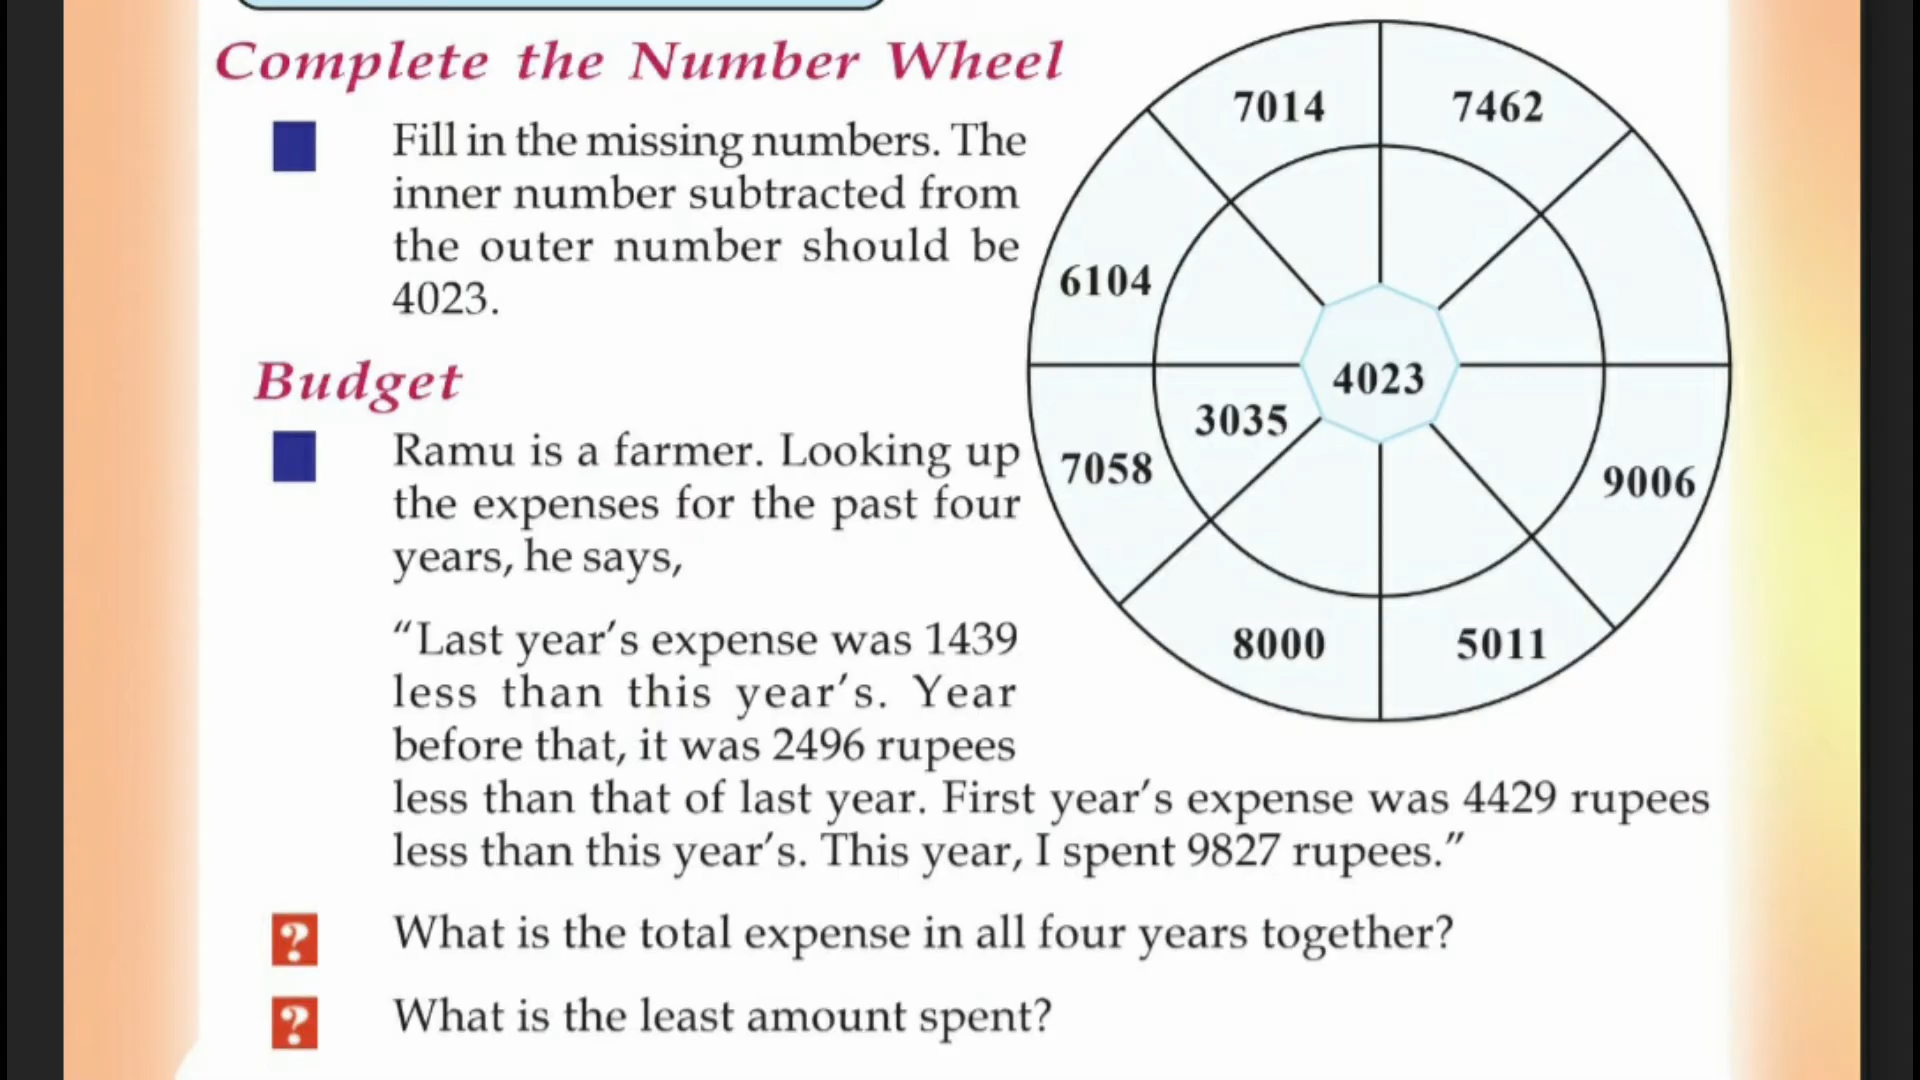 Complete the Number Wheel
Fill in the missing numbers. The
inner number subtracted from
the outer number should be
4023.
7014
7462
6104
4023
3035
7058
9006
8000
5011
Budget
Ramu is a farmer. Looking up
the expenses for the past four
years, he says,
“Last year’s expense was 1439
less than this year’s. Year
before that, it was 2496 rupees
less than that of last year. First year’s expense was 4429 rupees
less than this year’s. This year, I spent 9827 rupees.”
? What is the total expense in all four years together?
? What is the least amount spent?